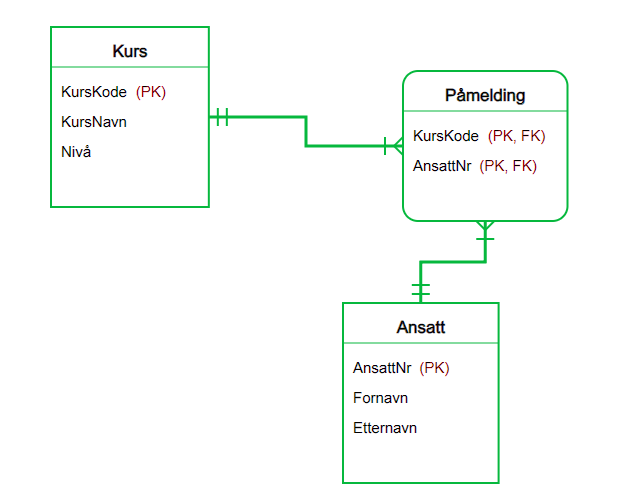 Kurs
KursKode (PK)
KursNavn
Nivå
Påmelding
KursKode (PK, FK)
AnsattNr (PK, FK)
Ansatt
AnsattNr (PK)
Fornavn
Etternavn